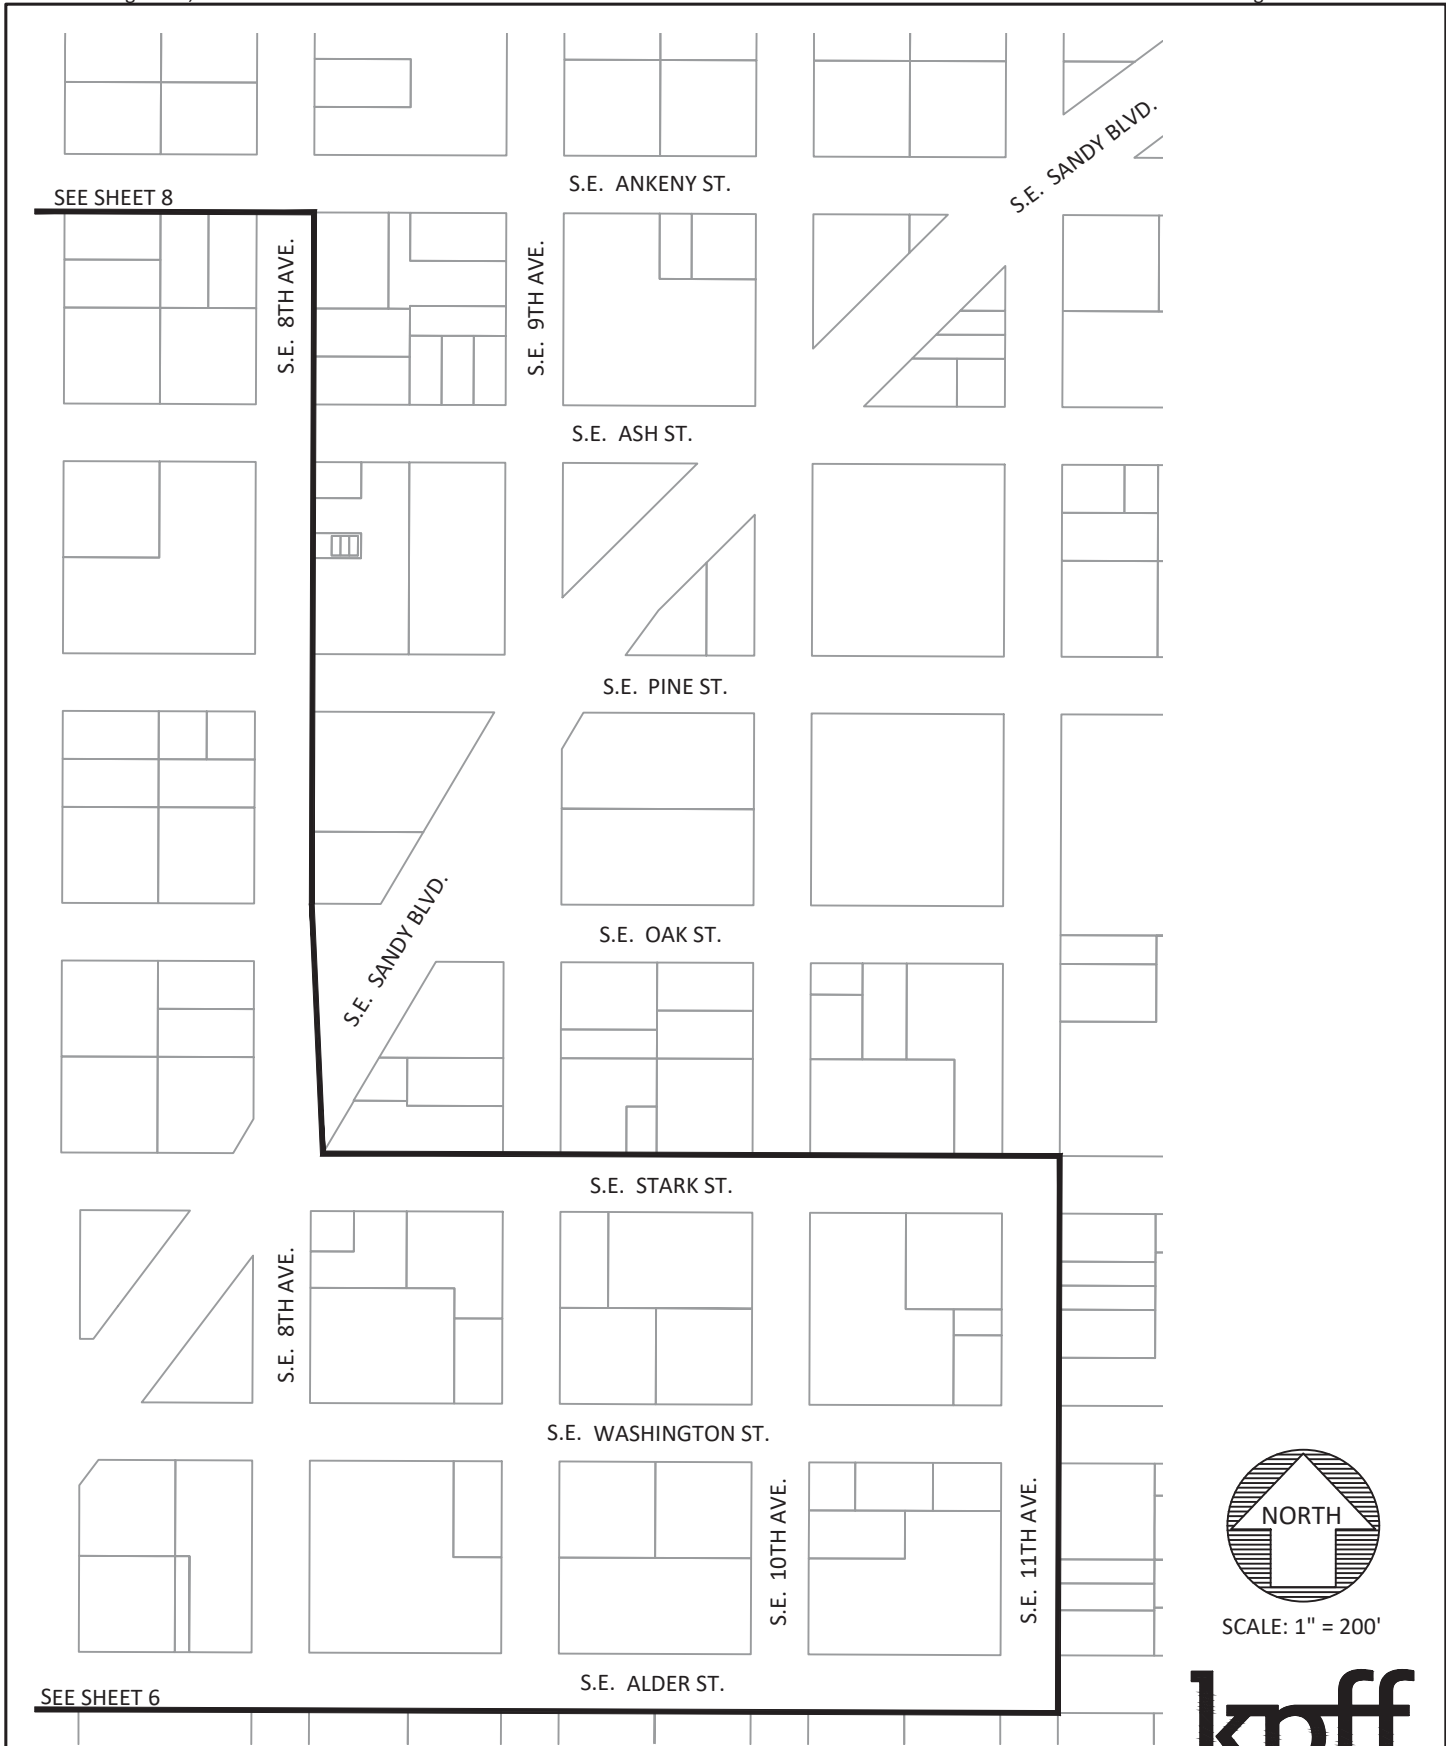 S.E. SANDY BLVD.
S.E. ANKENY ST.
SEE SHEET 8
S.E. 8TH AVE.
S.E. 9TH AVE.
S.E. ASH ST.
S.E. PINE ST.
S.E. SANDY BLVD.
S.E. OAK ST.
S.E. STARK ST.
S.E. 8TH AVE.
S.E. WASHINGTON ST.
S.E. 10TH AVE.
S.E. 11TH AVE.
NORTH
SCALE: 1" = 200'
S.E. ALDER ST.
SEE SHEET 6
kpff